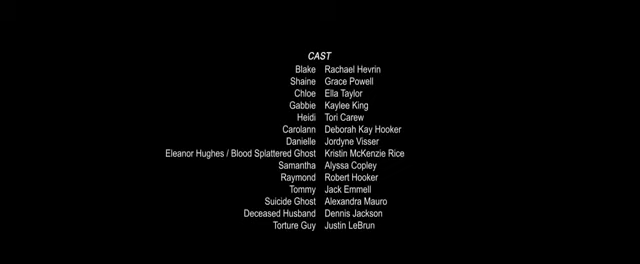 CAST
Blake Rachael Hevrin
Shaine Grace Powell
Chloe Ella Taylor
Gabbie Kaylee King
Heidi Tori Carew
Carolann Deborah Kay Hooker
Danielle Jordyne Visser
Eleanor Hughes / Blood Splattered Ghost Kristin McKenzie Rice
Samantha Alyssa Copley
Raymond Robert Hooker
Tommy Jack Emmell
Suicide Ghost Alexandra Mauro
Deceased Husband Dennis Jackson
Torture Guy Justin LeBrun